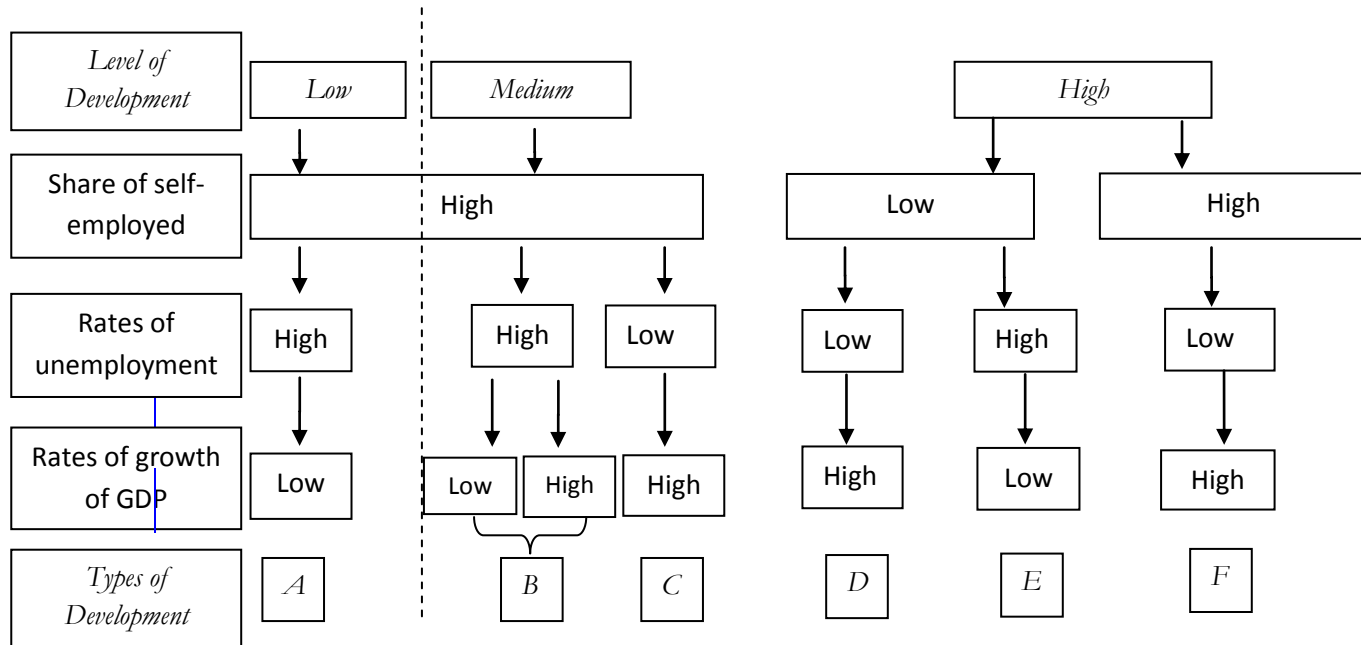 Level of
Development
Low
Medium
High
Share of self-
employed
High
Low
High
Rates of
unemployment
High
High
Low
Low
High
Low
Rates of growth
of GDP
Low
Low
High
High
High
Low
High
Types of
Development
A
B
C
D
E
F